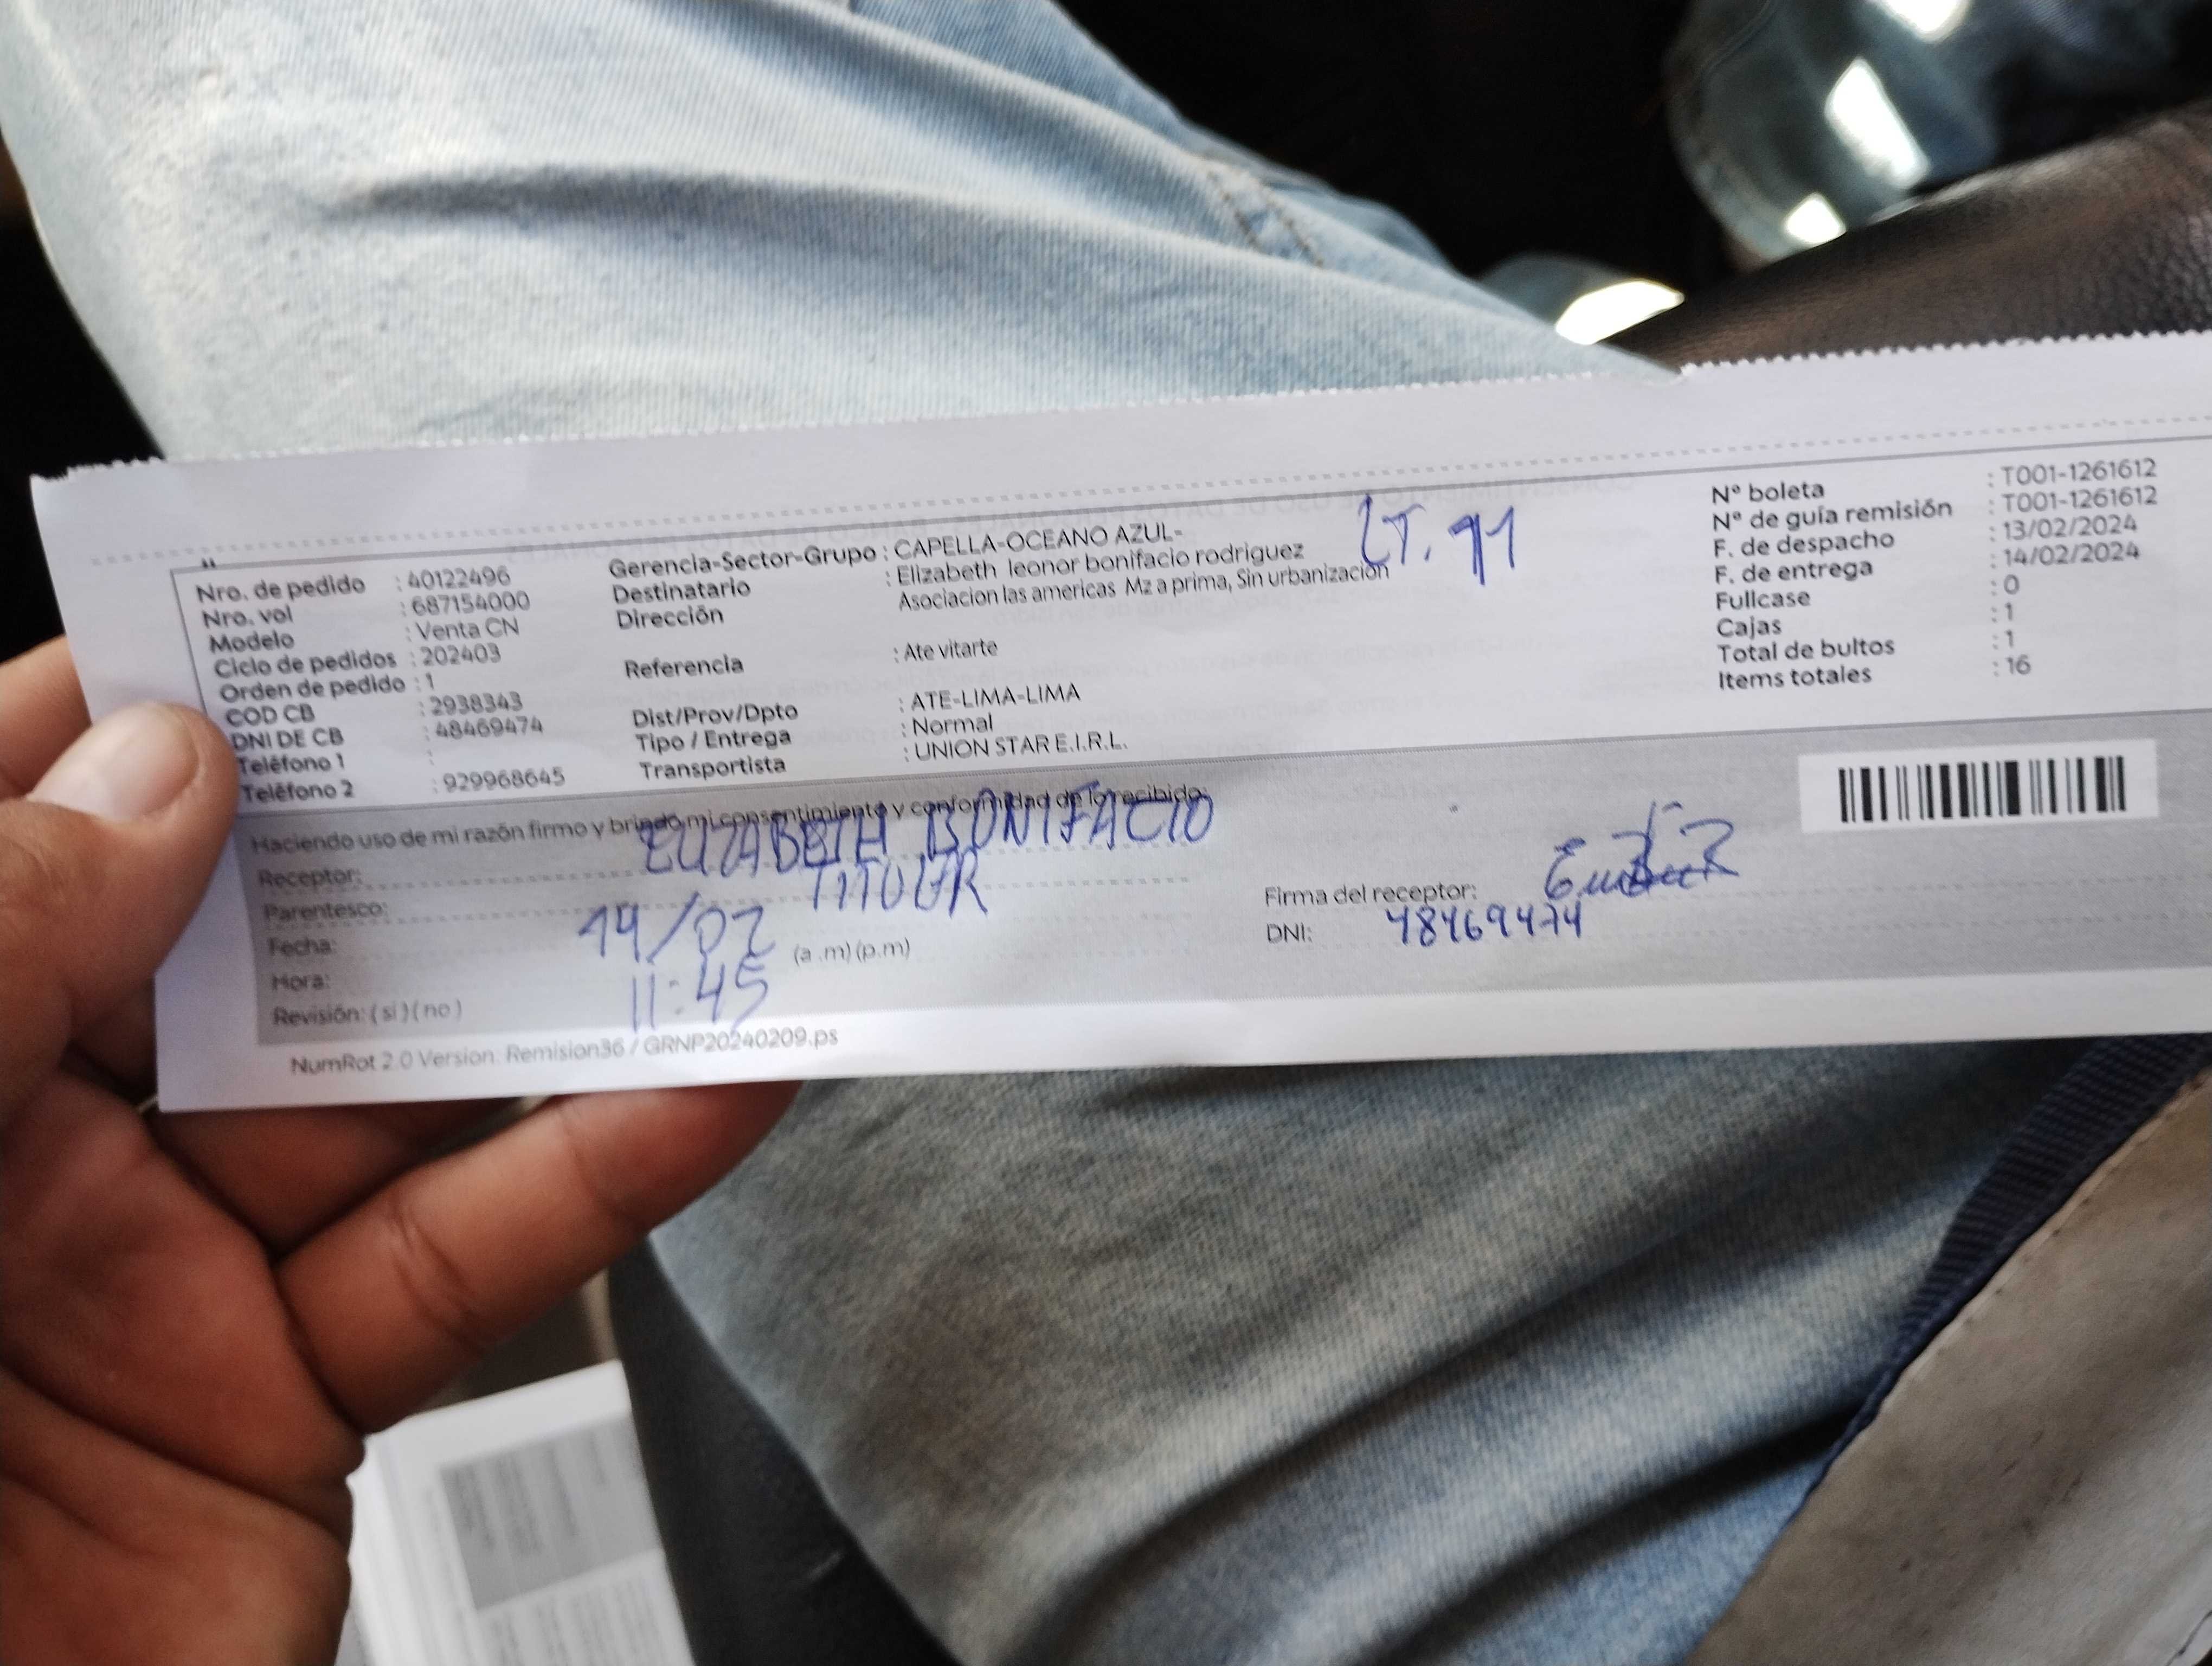 Nro. de pedido : 40122496
Nro. vol : 687154000
Modelo : Venta CN
Ciclo de pedidos : 202403
Orden de pedido : 1
COD CB : 2938343
DNI DE CB : 48469474
Teléfono 1 :
Teléfono 2 : 929968645
Gerencia-Sector-Grupo : CAPELLA-OCEANO AZUL-
Destinatario : Elizabeth leonor bonifacio rodriguez
Dirección Asociacion las americas Mz a prima, Sin urbanización
LT. 11
Referencia : Ate vitarte
Dist/Prov/Dpto : ATE-LIMA-LIMA
Tipo / Entrega : Normal
Transportista : UNION STAR E.I.R.L.
Nº boleta : T001-1261612
Nº de guía remisión : T001-1261612
F. de despacho : 13/02/2024
F. de entrega : 14/02/2024
Fullcase : 0
Cajas : 1
Total de bultos : 1
Items totales : 16
Haciendo uso de mi razón firmo y brindo mi consentimiento y conformidad de lo recibido:
Receptor: ELIZABETH BONIFACIO
Parentesco: TITULAR
Fecha: 14/02
Hora: 11:45 (a .m) (p.m)
Revisión: ( si ) ( no )
Firma del receptor:
DNI: 48469474
NumRot 2.0 Version: Remision36 / GRNP20240209.ps